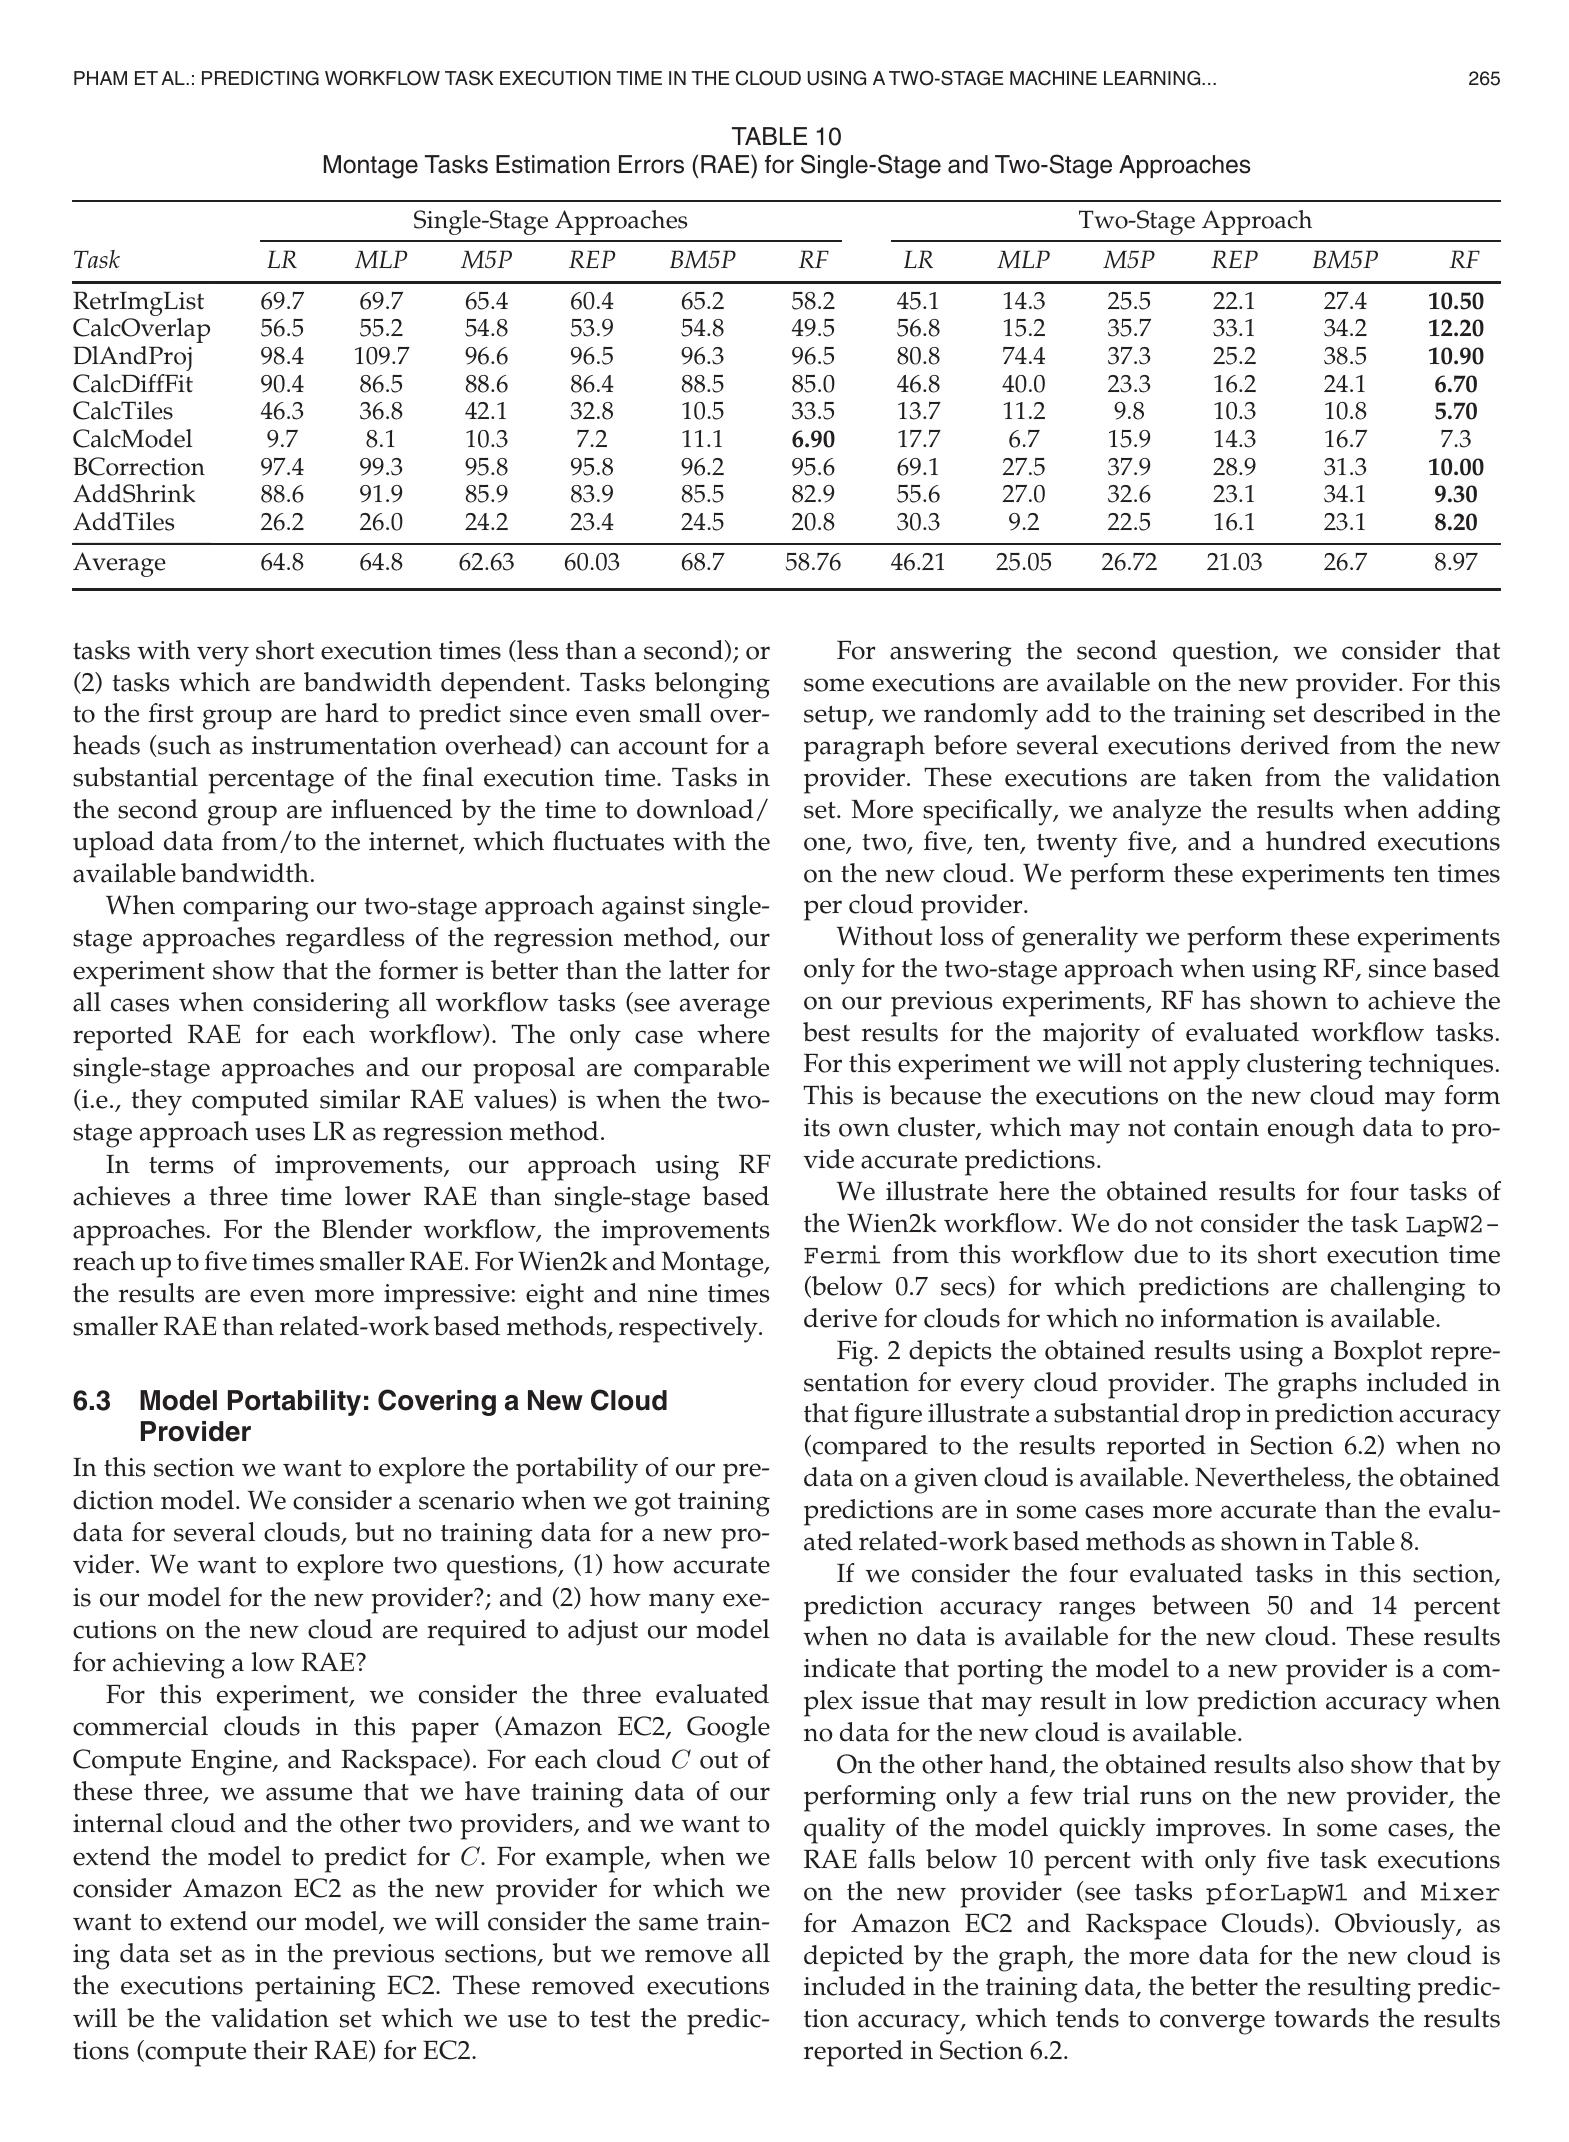 PHAM ET AL.: PREDICTING WORKFLOW TASK EXECUTION TIME IN THE CLOUD USING A TWO-STAGE MACHINE LEARNING... 265
TABLE 10
Montage Tasks Estimation Errors (RAE) for Single-Stage and Two-Stage Approaches
Single-Stage Approaches Two-Stage Approach
Task LR MLP M5P REP BM5P RF LR MLP M5P REP BM5P RF
RetrImgList 69.7 69.7 65.4 60.4 65.2 58.2 45.1 14.3 25.5 22.1 27.4 10.50
CalcOverlap 56.5 55.2 54.8 53.9 54.8 49.5 56.8 15.2 35.7 33.1 34.2 12.20
DlAndProj 98.4 109.7 96.6 96.5 96.3 96.5 80.8 74.4 37.3 25.2 38.5 10.90
CalcDiffFit 90.4 86.5 88.6 86.4 88.5 85.0 46.8 40.0 23.3 16.2 24.1 6.70
CalcTiles 46.3 36.8 42.1 32.8 10.5 33.5 13.7 11.2 9.8 10.3 10.8 5.70
CalcModel 9.7 8.1 10.3 7.2 11.1 6.90 17.7 6.7 15.9 14.3 16.7 7.3
BCorrection 97.4 99.3 95.8 95.8 96.2 95.6 69.1 27.5 37.9 28.9 31.3 10.00
AddShrink 88.6 91.9 85.9 83.9 85.5 82.9 55.6 27.0 32.6 23.1 34.1 9.30
AddTiles 26.2 26.0 24.2 23.4 24.5 20.8 30.3 9.2 22.5 16.1 23.1 8.20
Average 64.8 64.8 62.63 60.03 68.7 58.76 46.21 25.05 26.72 21.03 26.7 8.97
tasks with very short execution times (less than a second); or
(2) tasks which are bandwidth dependent. Tasks belonging
to the first group are hard to predict since even small over-
heads (such as instrumentation overhead) can account for a
substantial percentage of the final execution time. Tasks in
the second group are influenced by the time to download/
upload data from/to the internet, which fluctuates with the
available bandwidth.
When comparing our two-stage approach against single-
stage approaches regardless of the regression method, our
experiment show that the former is better than the latter for
all cases when considering all workflow tasks (see average
reported RAE for each workflow). The only case where
single-stage approaches and our proposal are comparable
(i.e., they computed similar RAE values) is when the two-
stage approach uses LR as regression method.
In terms of improvements, our approach using RF
achieves a three time lower RAE than single-stage based
approaches. For the Blender workflow, the improvements
reach up to five times smaller RAE. For Wien2k and Montage,
the results are even more impressive: eight and nine times
smaller RAE than related-work based methods, respectively.
6.3 Model Portability: Covering a New Cloud
Provider
In this section we want to explore the portability of our pre-
diction model. We consider a scenario when we got training
data for several clouds, but no training data for a new pro-
vider. We want to explore two questions, (1) how accurate
is our model for the new provider?; and (2) how many exe-
cutions on the new cloud are required to adjust our model
for achieving a low RAE?
For this experiment, we consider the three evaluated
commercial clouds in this paper (Amazon EC2, Google
Compute Engine, and Rackspace). For each cloud C out of
these three, we assume that we have training data of our
internal cloud and the other two providers, and we want to
extend the model to predict for C. For example, when we
consider Amazon EC2 as the new provider for which we
want to extend our model, we will consider the same train-
ing data set as in the previous sections, but we remove all
the executions pertaining EC2. These removed executions
will be the validation set which we use to test the predic-
tions (compute their RAE) for EC2.
For answering the second question, we consider that
some executions are available on the new provider. For this
setup, we randomly add to the training set described in the
paragraph before several executions derived from the new
provider. These executions are taken from the validation
set. More specifically, we analyze the results when adding
one, two, five, ten, twenty five, and a hundred executions
on the new cloud. We perform these experiments ten times
per cloud provider.
Without loss of generality we perform these experiments
only for the two-stage approach when using RF, since based
on our previous experiments, RF has shown to achieve the
best results for the majority of evaluated workflow tasks.
For this experiment we will not apply clustering techniques.
This is because the executions on the new cloud may form
its own cluster, which may not contain enough data to pro-
vide accurate predictions.
We illustrate here the obtained results for four tasks of
the Wien2k workflow. We do not consider the task LapW2-
Fermi from this workflow due to its short execution time
(below 0.7 secs) for which predictions are challenging to
derive for clouds for which no information is available.
Fig. 2 depicts the obtained results using a Boxplot repre-
sentation for every cloud provider. The graphs included in
that figure illustrate a substantial drop in prediction accuracy
(compared to the results reported in Section 6.2) when no
data on a given cloud is available. Nevertheless, the obtained
predictions are in some cases more accurate than the evalu-
ated related-work based methods as shown in Table 8.
If we consider the four evaluated tasks in this section,
prediction accuracy ranges between 50 and 14 percent
when no data is available for the new cloud. These results
indicate that porting the model to a new provider is a com-
plex issue that may result in low prediction accuracy when
no data for the new cloud is available.
On the other hand, the obtained results also show that by
performing only a few trial runs on the new provider, the
quality of the model quickly improves. In some cases, the
RAE falls below 10 percent with only five task executions
on the new provider (see tasks pforLapW1 and Mixer
for Amazon EC2 and Rackspace Clouds). Obviously, as
depicted by the graph, the more data for the new cloud is
included in the training data, the better the resulting predic-
tion accuracy, which tends to converge towards the results
reported in Section 6.2.